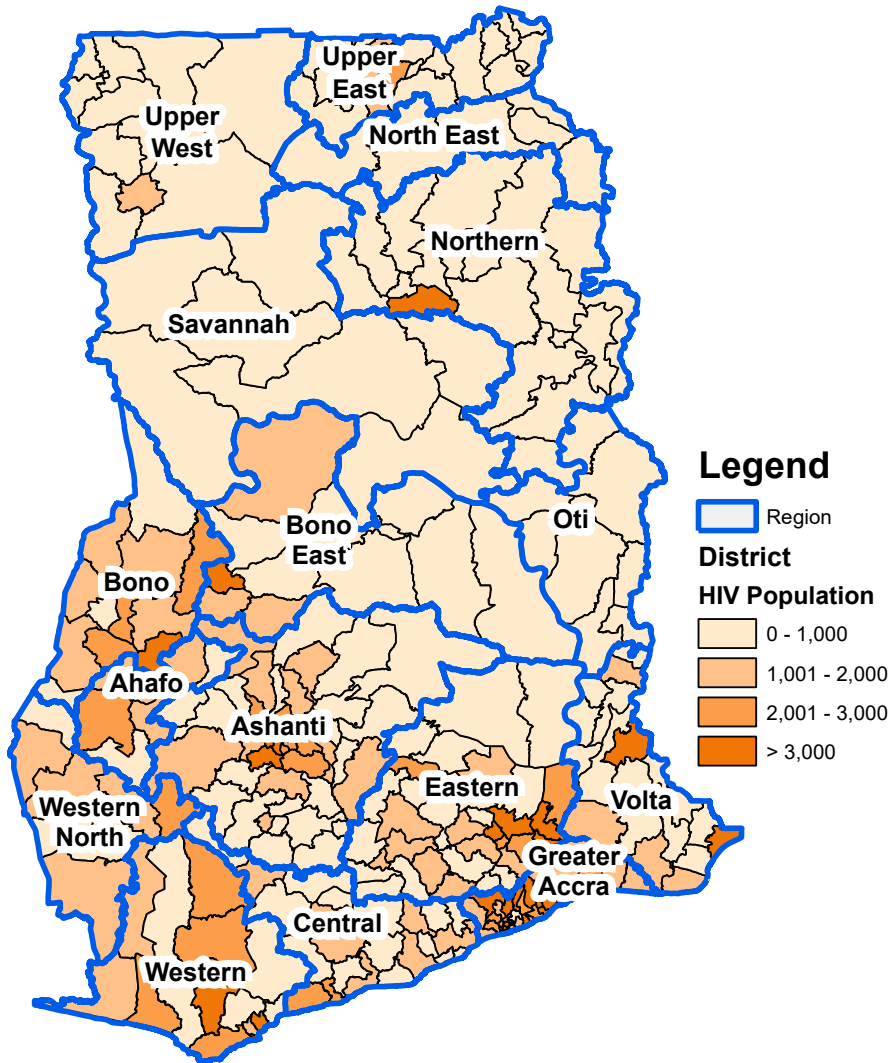 Upper
East
Upper
West
North East
Northern
Savannah
Bono
East
Oti
Bono
Ahafo
Ashanti
Western
North
Eastern
Volta
Greater
Accra
Central
Western
Legend
Region
District
HIV Population
0 - 1,000
1,001 - 2,000
2,001 - 3,000
> 3,000